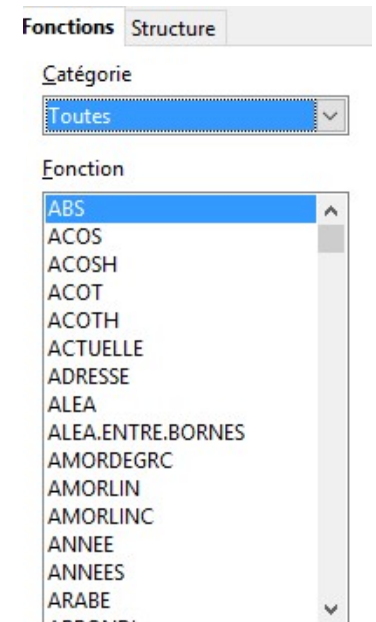 Fonctions Structure
Catégorie
Toutes
Fonction
ABS
ACOS
ACOSH
ACOT
ACOTH
ACTUELLE
ADRESSE
ALEA
ALEA.ENTRE.BORNES
AMORDEGRC
AMORLIN
AMORLINC
ANNEE
ANNEES
ARABE